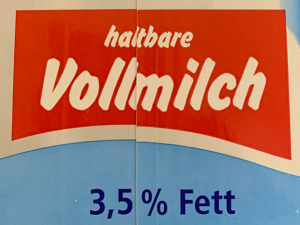 haltbare
Vollmilch
3,5 % Fett